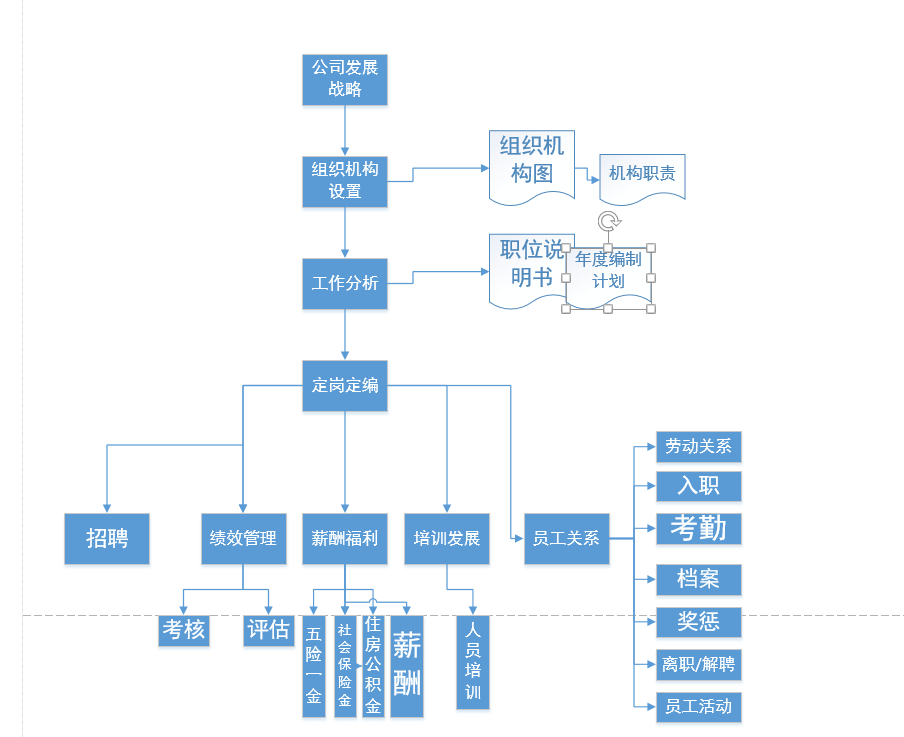 公司发展
战略
组织机构
设置
组织机
构图
机构职责
工作分析
职位说
明书
年度编制
计划
定岗定编
招聘
绩效管理
薪酬福利
培训发展
员工关系
劳动关系
入职
考勤
档案
奖惩
离职/解聘
员工活动
考核
评估
五险一金
社会保险金
住房公积金
薪酬
人员培训